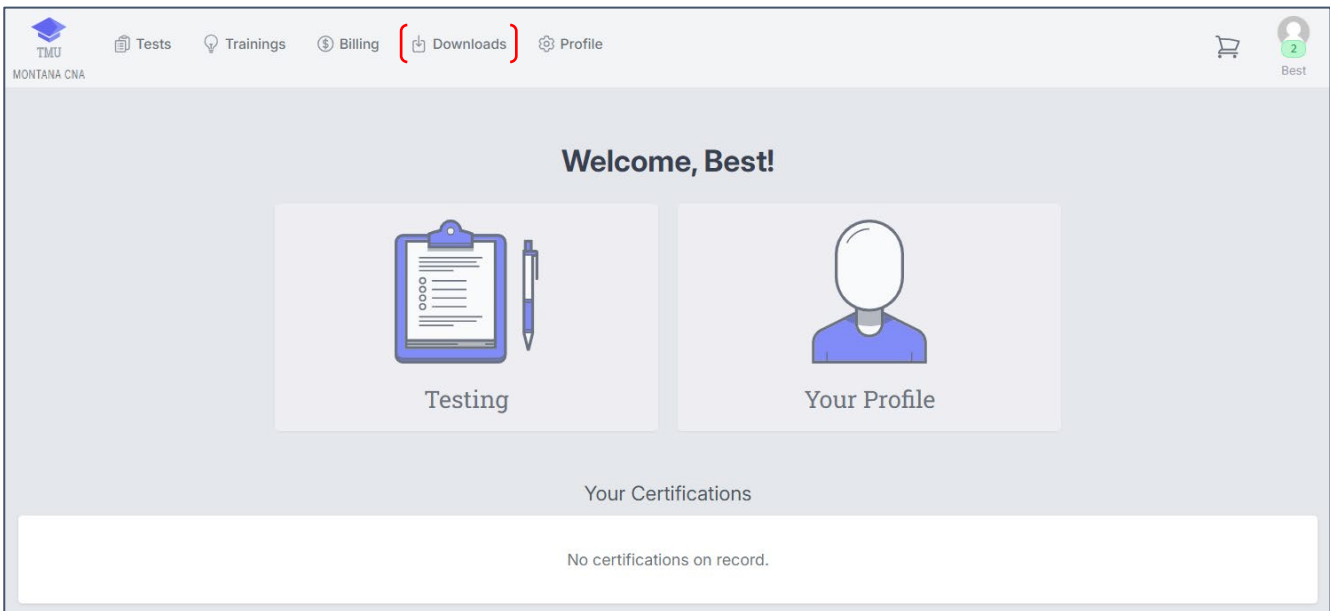 TMU
MONTANA CNA
Tests
Trainings
Billing
Downloads
Profile
2
Best
Welcome, Best!
Testing
Your Profile
Your Certifications
No certifications on record.